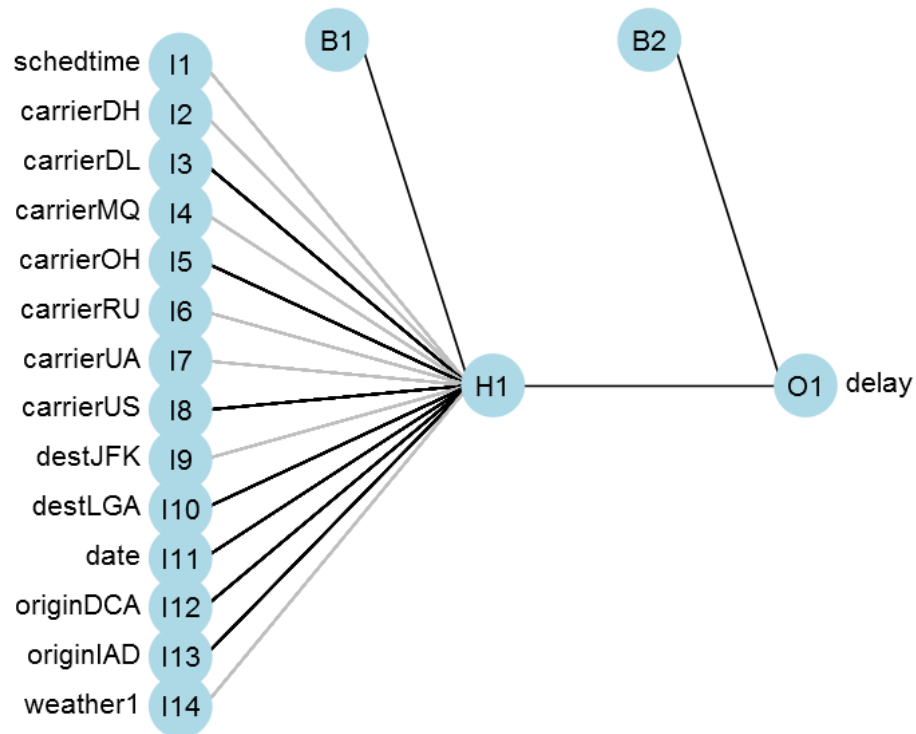 B1
B2
schedtime I1
carrierDH I2
carrierDL I3
carrierMQ I4
carrierOH I5
carrierRU I6
carrierUA I7
carrierUS I8
destJFK I9
destLGA I10
date I11
originDCA I12
originIAD I13
weather1 I14
H1
O1 delay